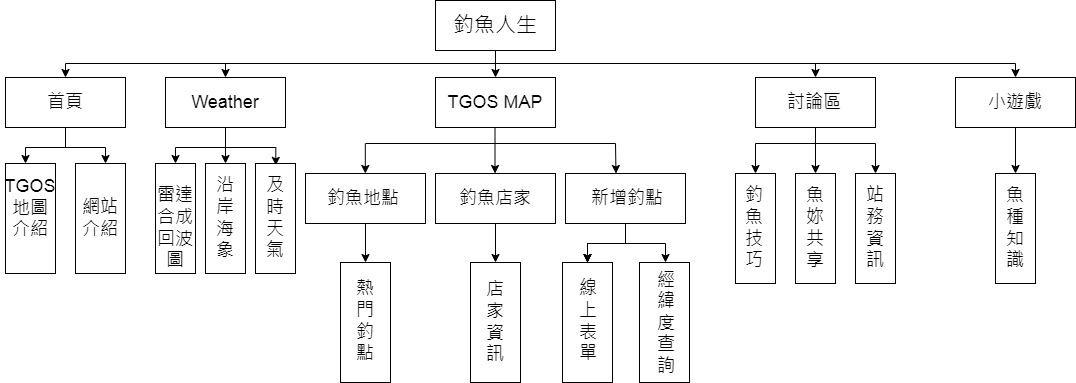 釣魚人生
首頁
Weather
TGOS MAP
討論區
小遊戲
TGOS
地圖
介紹
網站
介紹
雷達
合成
回波
圖
沿岸海象
及時天氣
釣魚地點
釣魚店家
新增釣點
釣魚技巧
魚妳共享
站務資訊
魚種知識
熱門釣點
店家資訊
線上表單
經緯度查詢